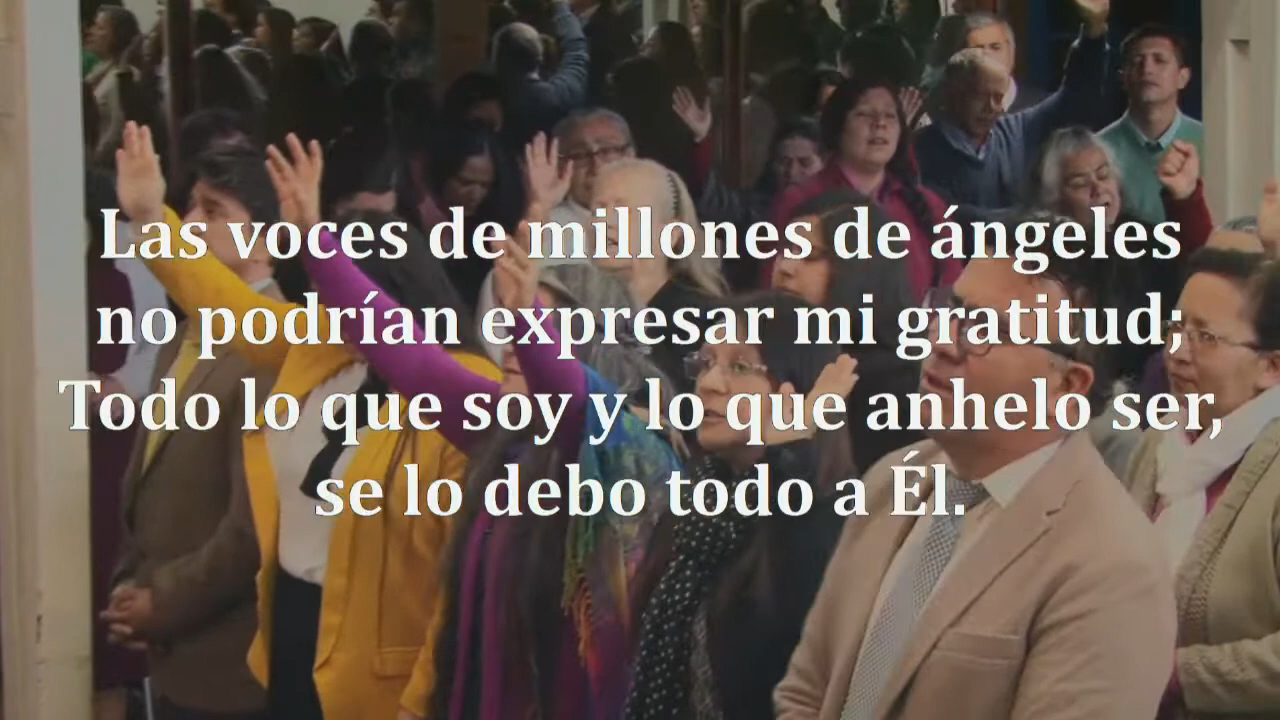 Las voces de millones de ángeles
no podrían expresar mi gratitud;
Todo lo que soy y lo que anhelo ser,
se lo debo todo a Él.